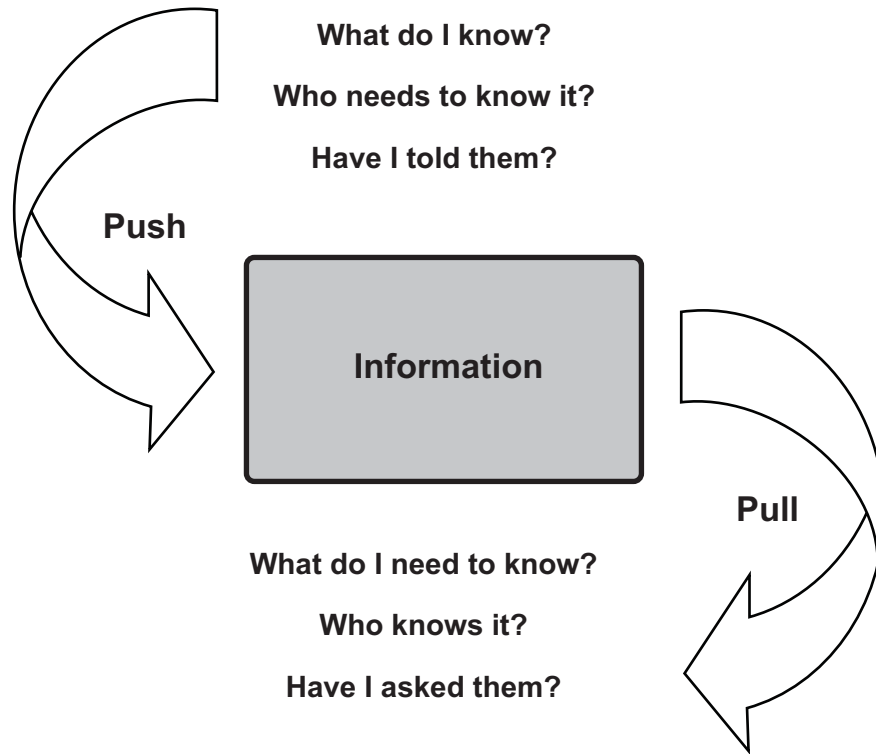 What do I know?
Who needs to know it?
Have I told them?
Push
Information
Pull
What do I need to know?
Who knows it?
Have I asked them?